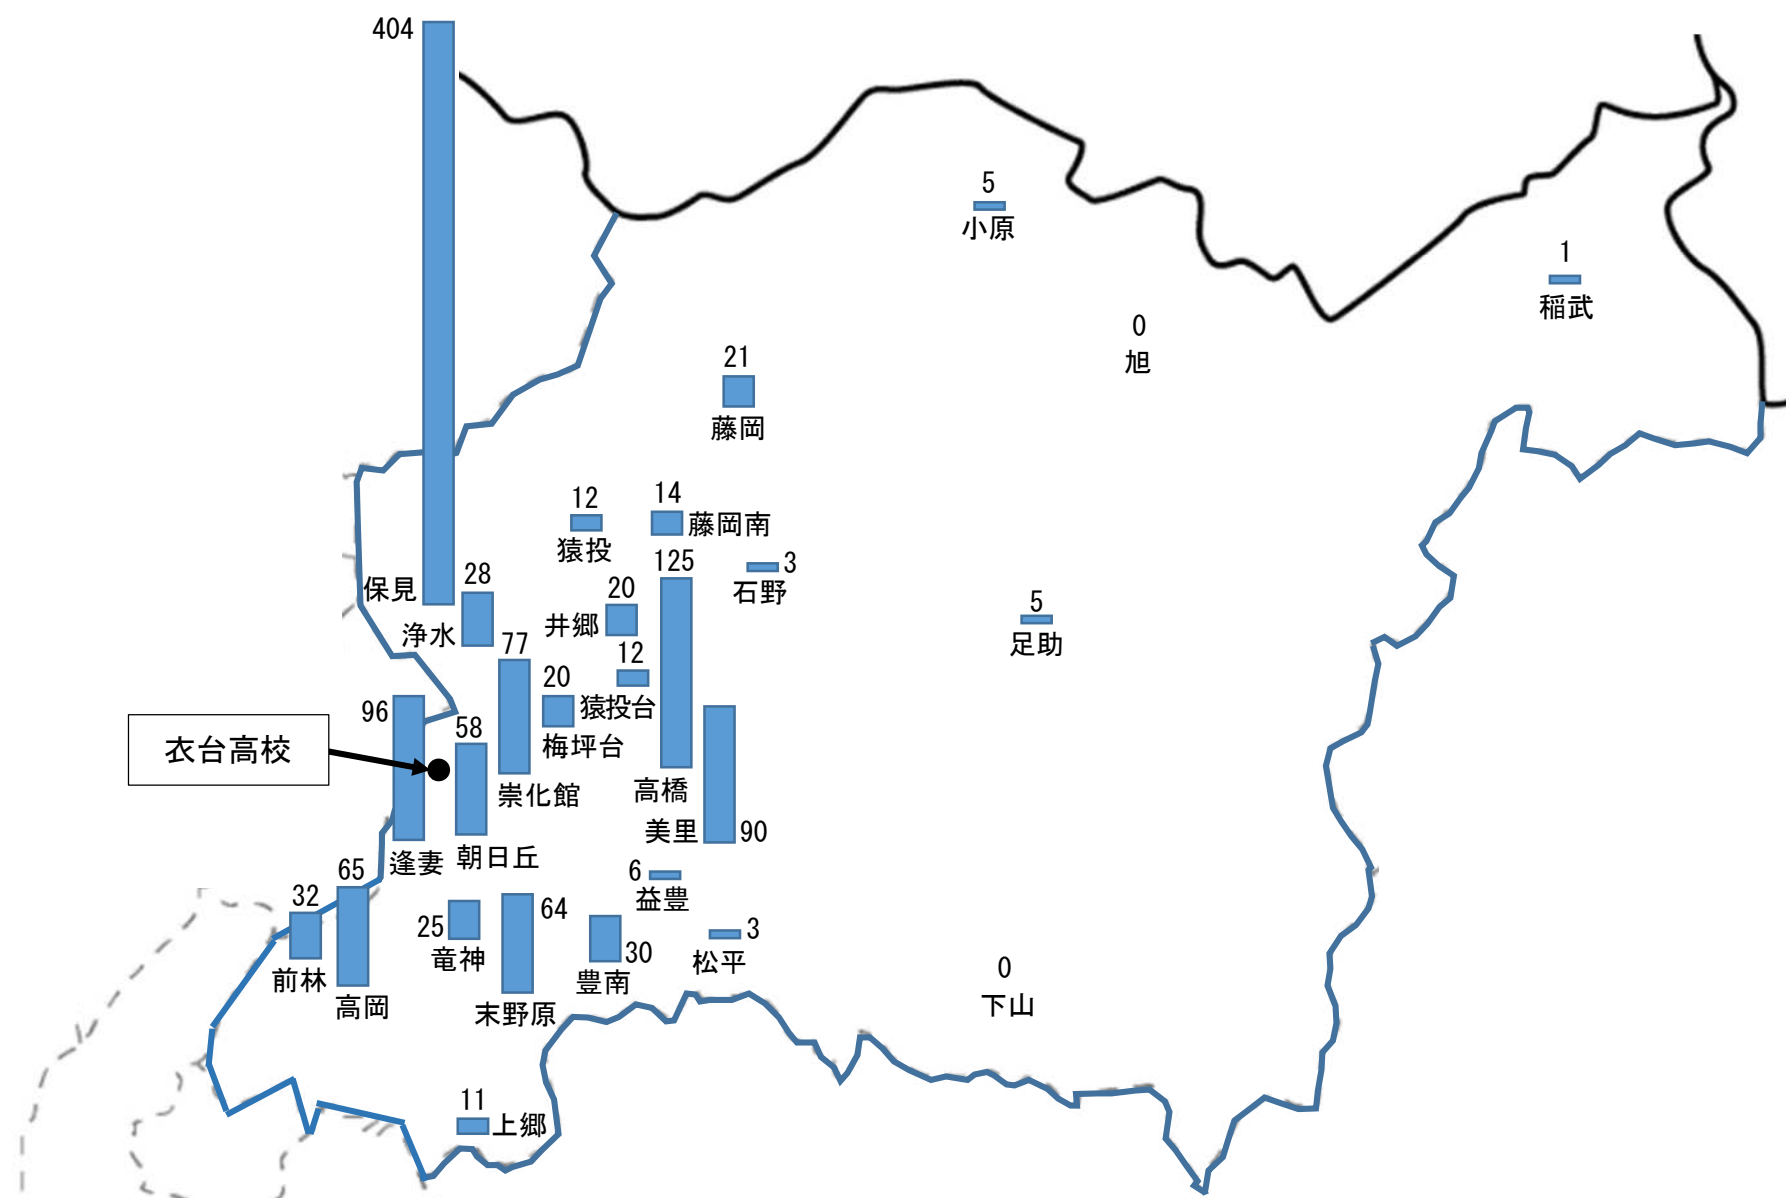 404
5
小原
1
稲武
0
旭
21
藤岡
12
猿投
14
藤岡南
125
3
石野
保見
28
浄水
20
井郷
5
足助
77
12
猿投台
20
梅坪台
96
58
衣台高校
崇化館
高橋
美里
90
逢妻
朝日丘
65
6
益豊
32
25
竜神
64
30
豊南
3
松平
前林
高岡
末野原
0
下山
11
上郷